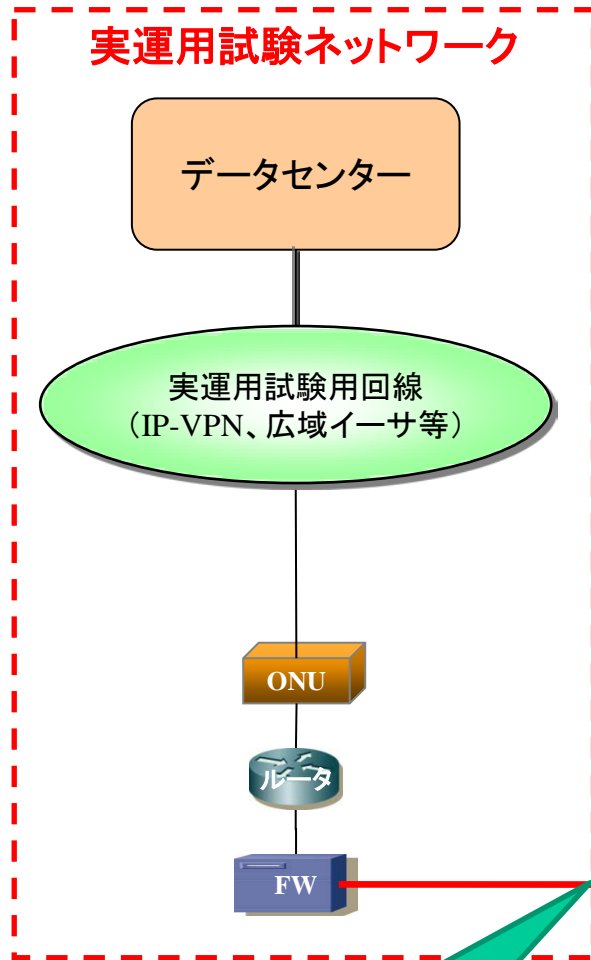 実運用試験ネットワーク
データセンター
実運用試験用回線
（IP-VPN、広域イーサ等）
ONU
ルータ
FW